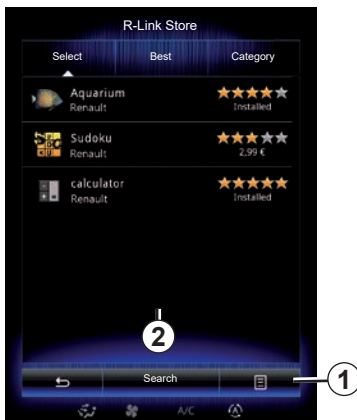 R-Link Store
Select Best Category
Aquarium
Renault
Installed
Sudoku
Renault
2,99 €
calculator
Renault
Installed
2
Search
1
A/C
A